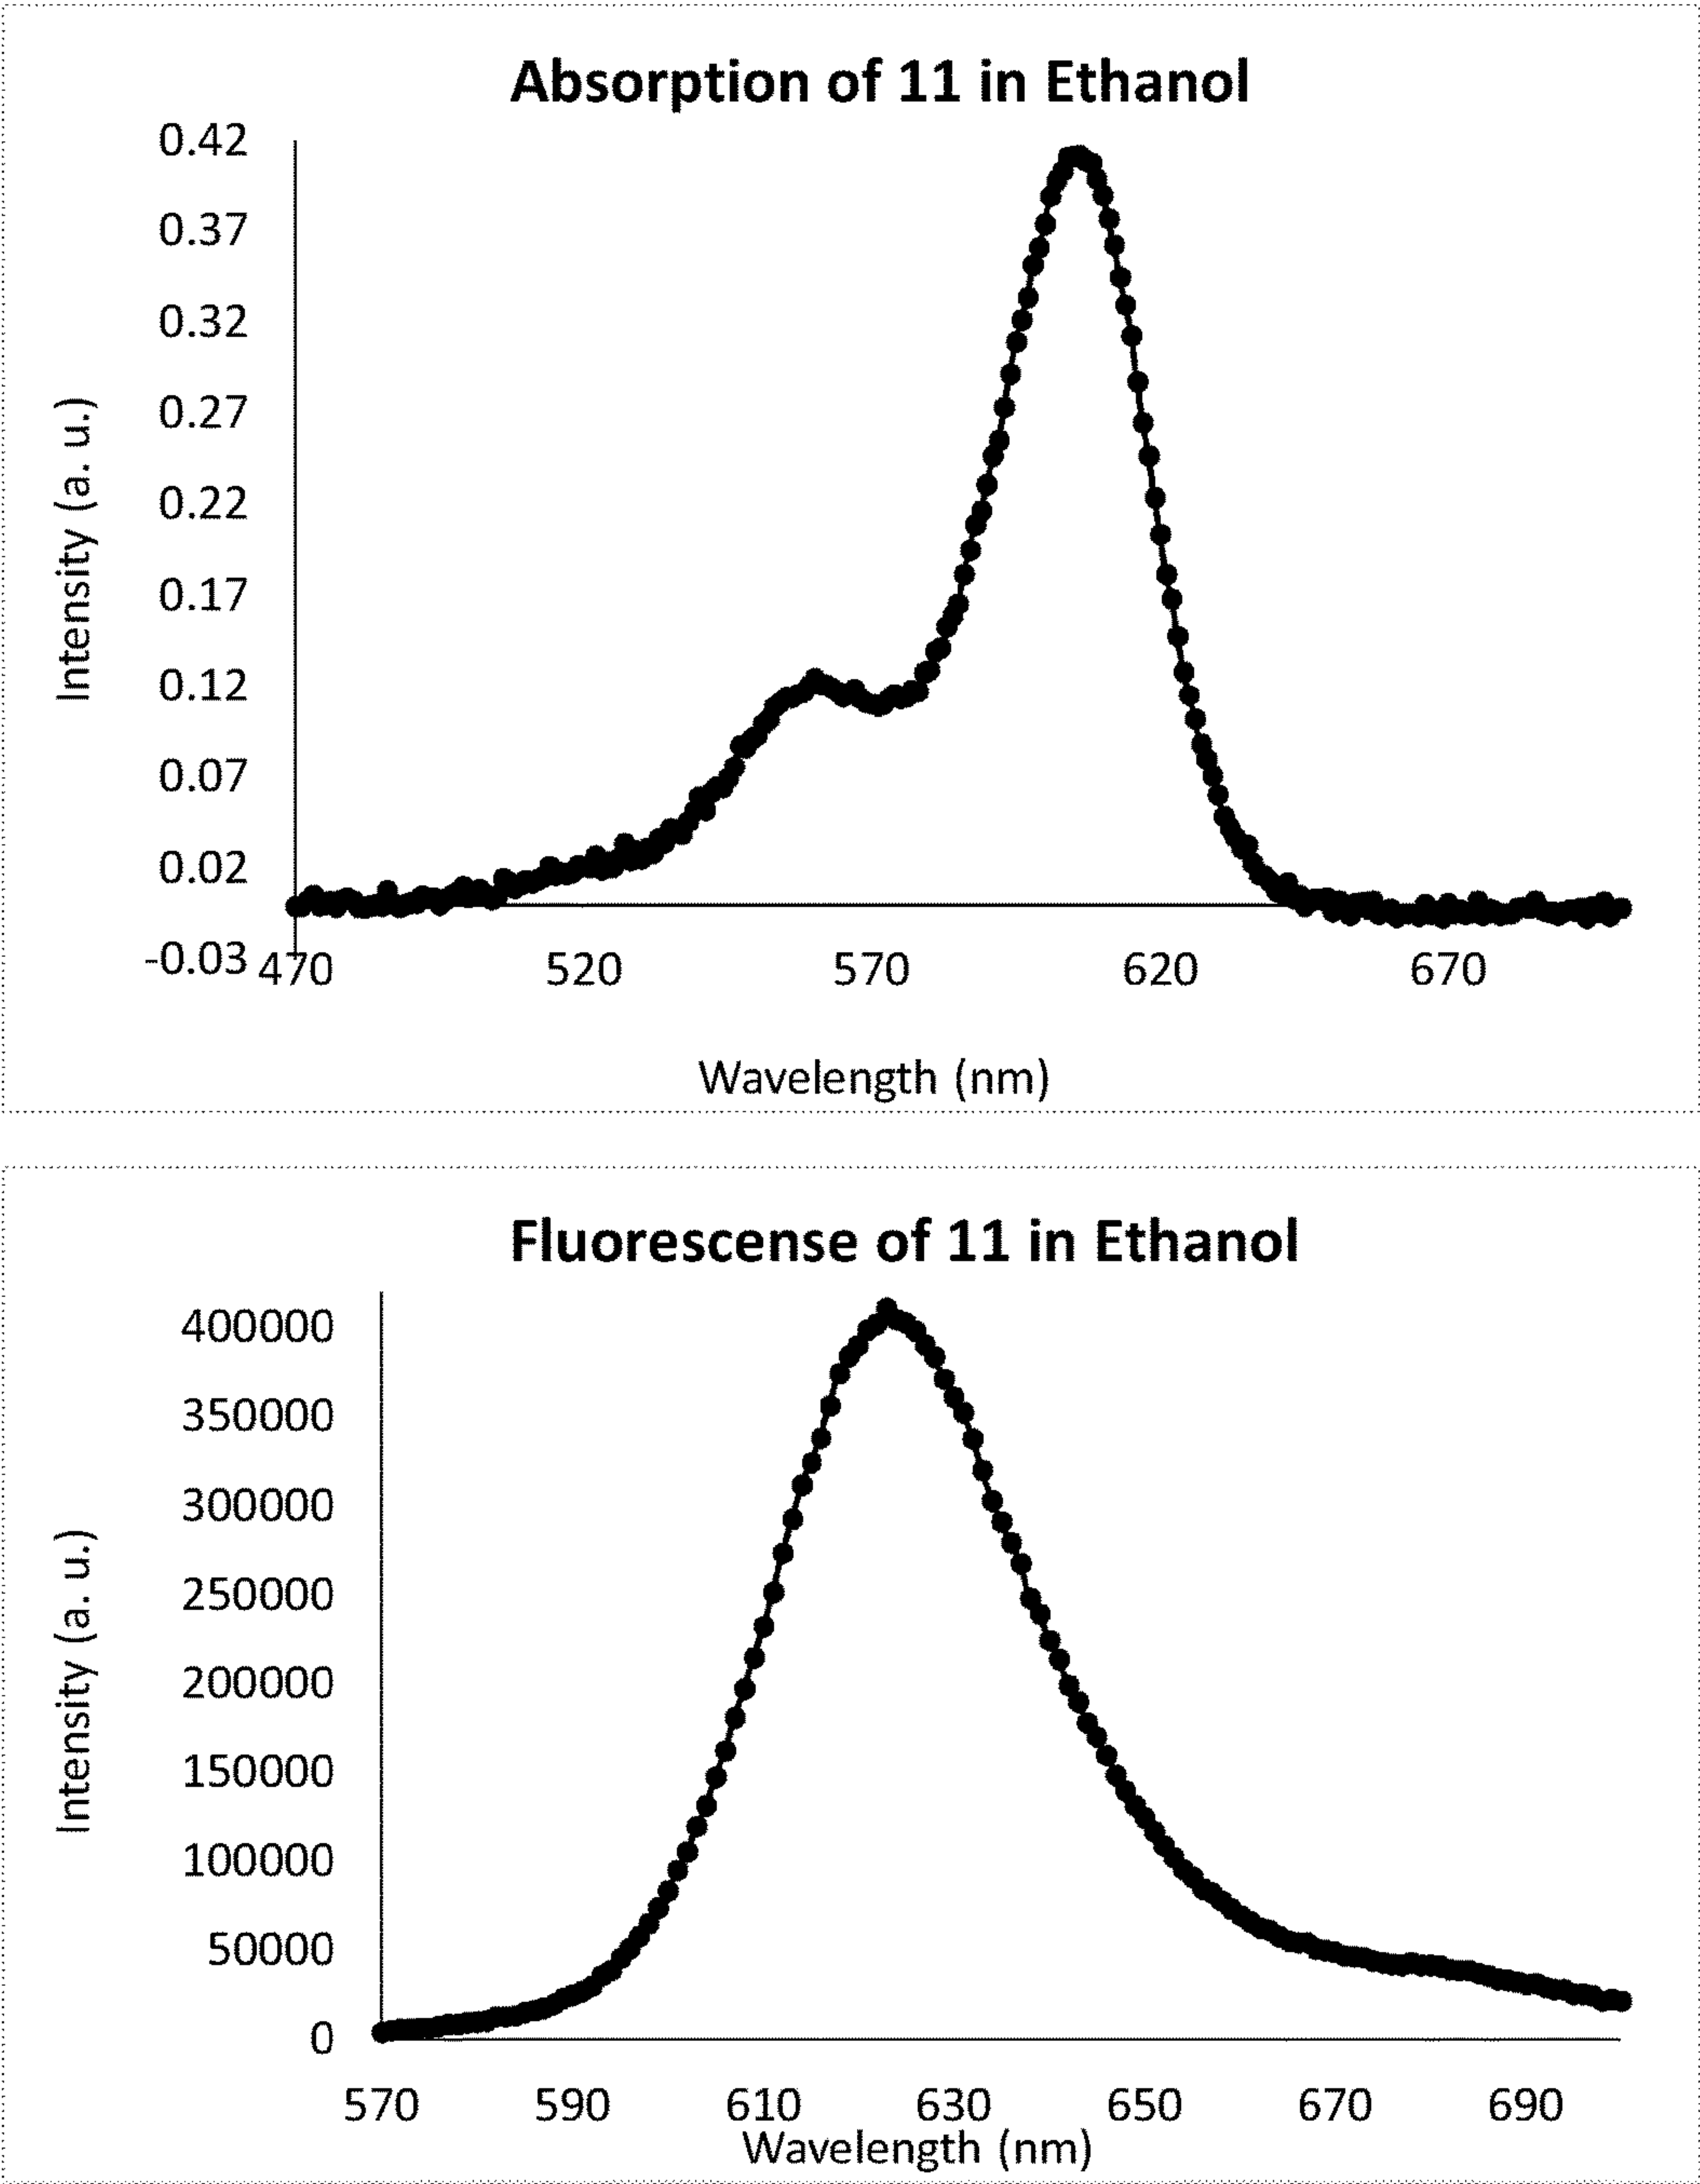 Absorption of 11 in Ethanol
0.42
0.37
0.32
0.27
0.22
0.17
0.12
0.07
0.02
-0.03
Intensity (a. u.)
470 520 570 620 670
Wavelength (nm)
Fluorescense of 11 in Ethanol
400000
350000
300000
250000
200000
150000
100000
50000
0
Intensity (a. u.)
570 590 610 630 650 670 690
Wavelength (nm)